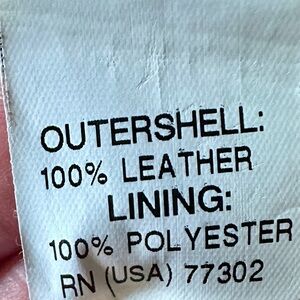 OUTERSHELL:
100% LEATHER
LINING:
100% POLYESTER
RN (USA) 77302